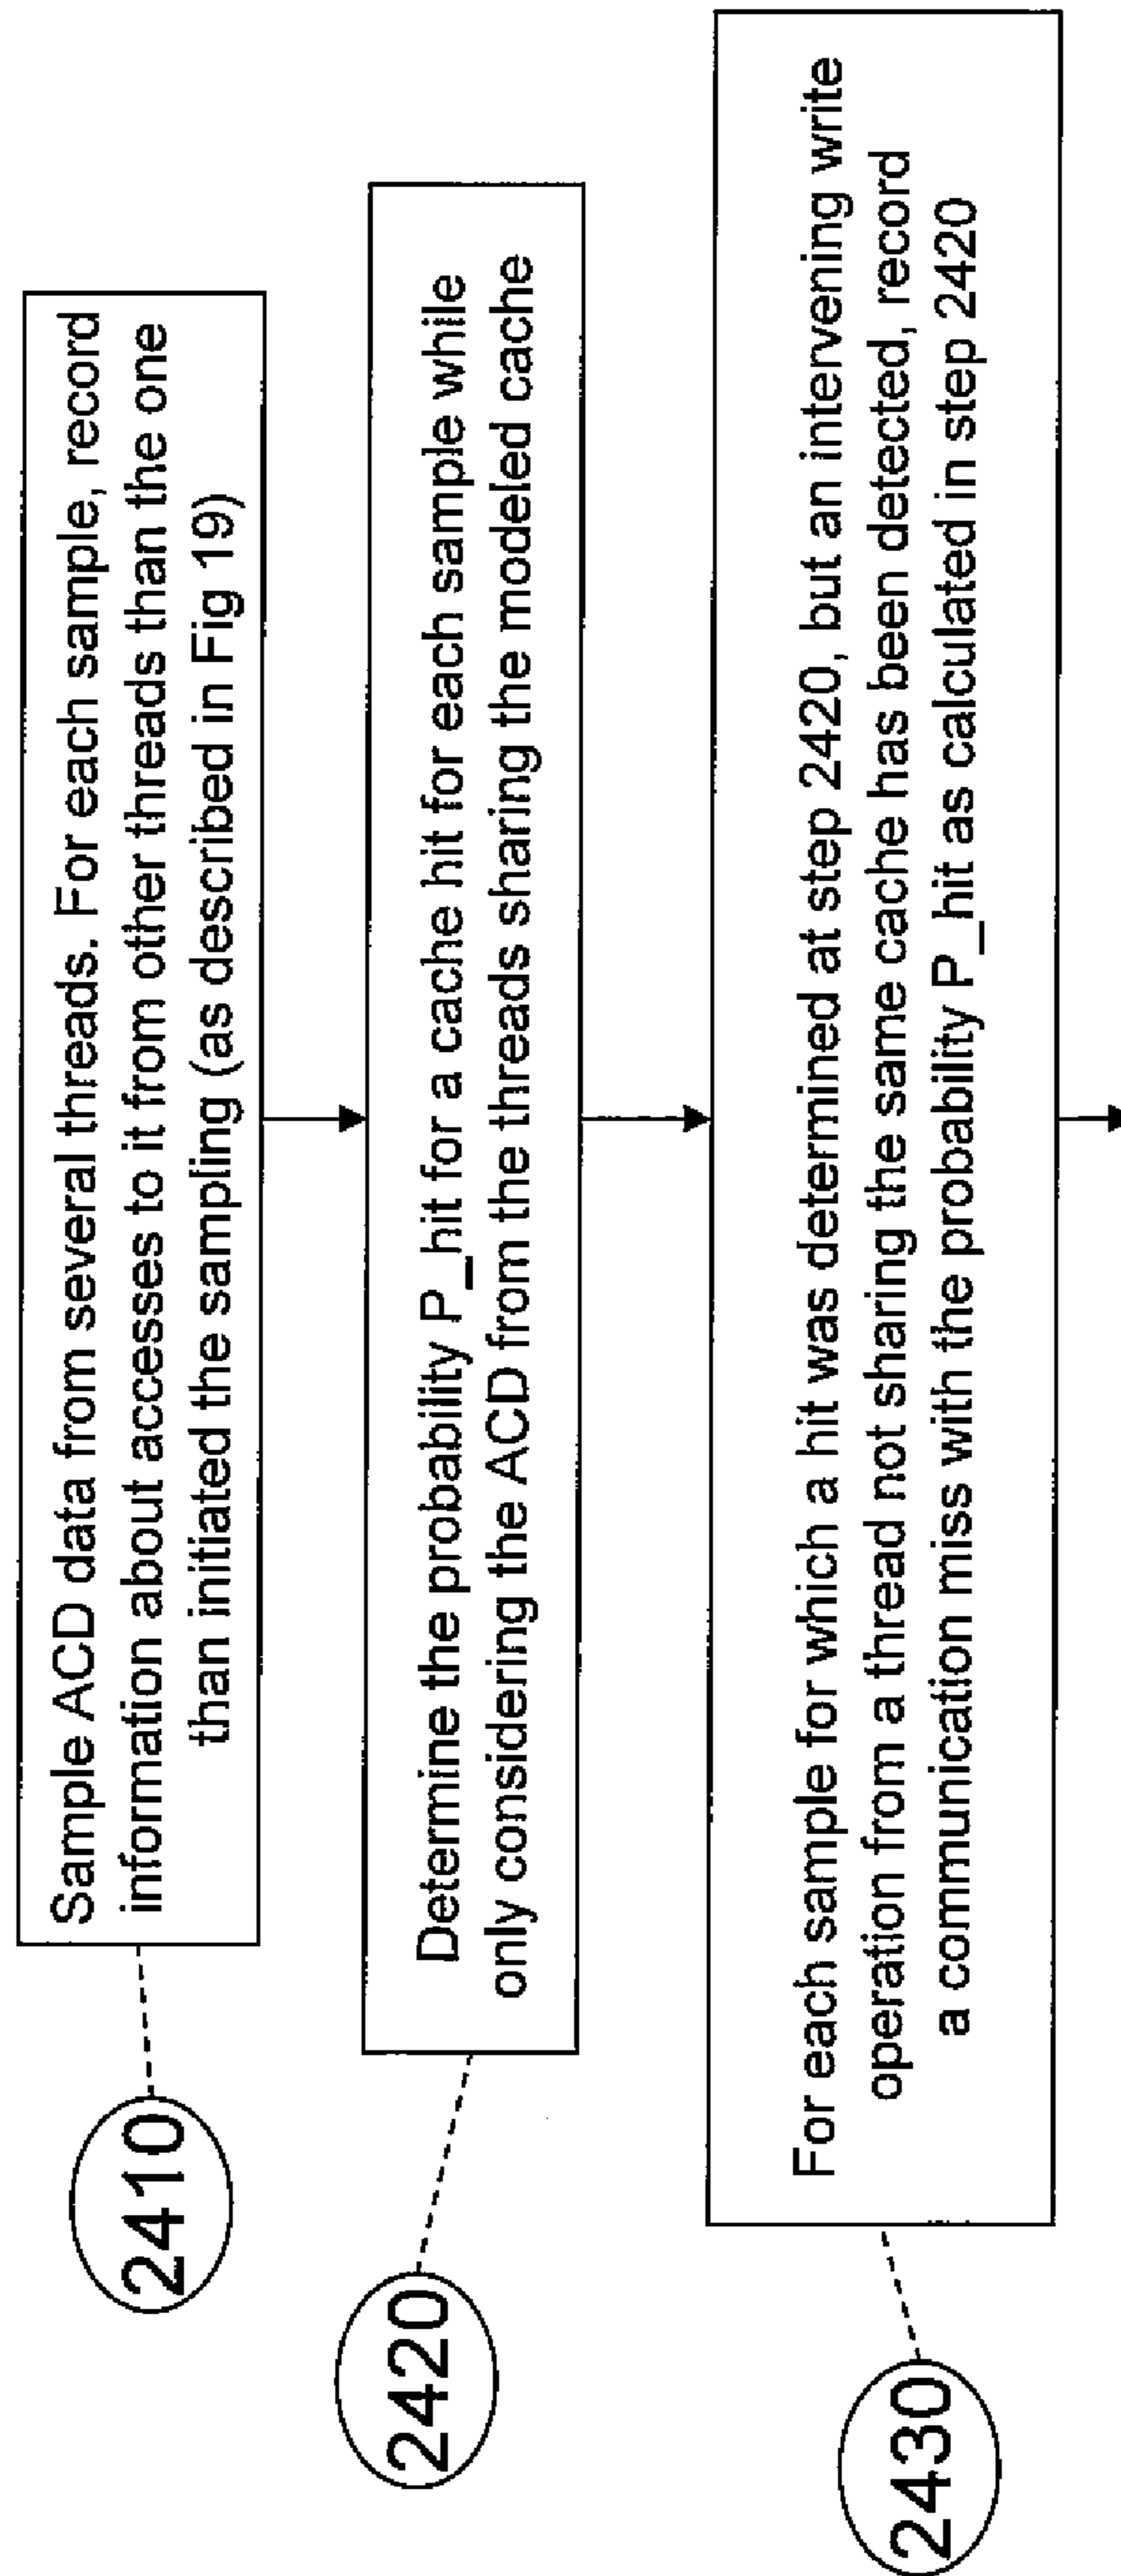 2410
Sample ACD data from several threads. For each sample, record
information about accesses to it from other threads than the one
than initiated the sampling (as described in Fig 19)
2420
Determine the probability P_hit for a cache hit for each sample while
only considering the ACD from the threads sharing the modeled cache
2430
For each sample for which a hit was determined at step 2420, but an intervening write
operation from a thread not sharing the same cache has been detected, record
a communication miss with the probability P_hit as calculated in step 2420